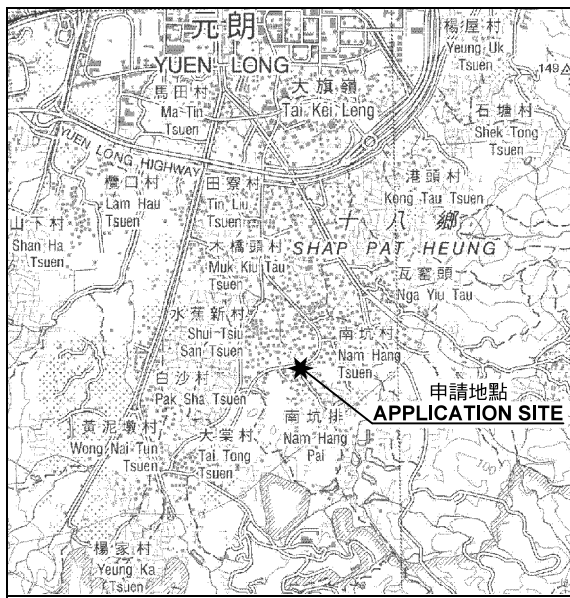 元朗
YUEN LONG
楊屋村
Yeung Uk
Tsuen
149
馬田村
Ma Tin
Tsuen
大旗嶺
Tai Kei Leng
石塘村
Shek Tong
Tsuen
YUEN LONG HIGHWAY
欖口村
Lam Hau
Tsuen
田寮村
Tin Liu
Tsuen
港頭村
Kong Tau Tsuen
山下村
Shan Ha
Tsuen
十八鄉
SHAP PAT HEUNG
木橋頭村
Muk Kiu Tau
Tsuen
瓦窰頭
Nga Yiu Tau
水蕉新村
Shui Tsiu
San Tsuen
南坑村
Nam Hang
Tsuen
白沙村
Pak Sha Tsuen
申請地點
APPLICATION SITE
黃泥墩村
Wong Nai Tun
Tsuen
大棠村
Tai Tong
Tsuen
南坑排
Nam Hang
Pai
100
楊家村
Yeung Ka
Tsuen